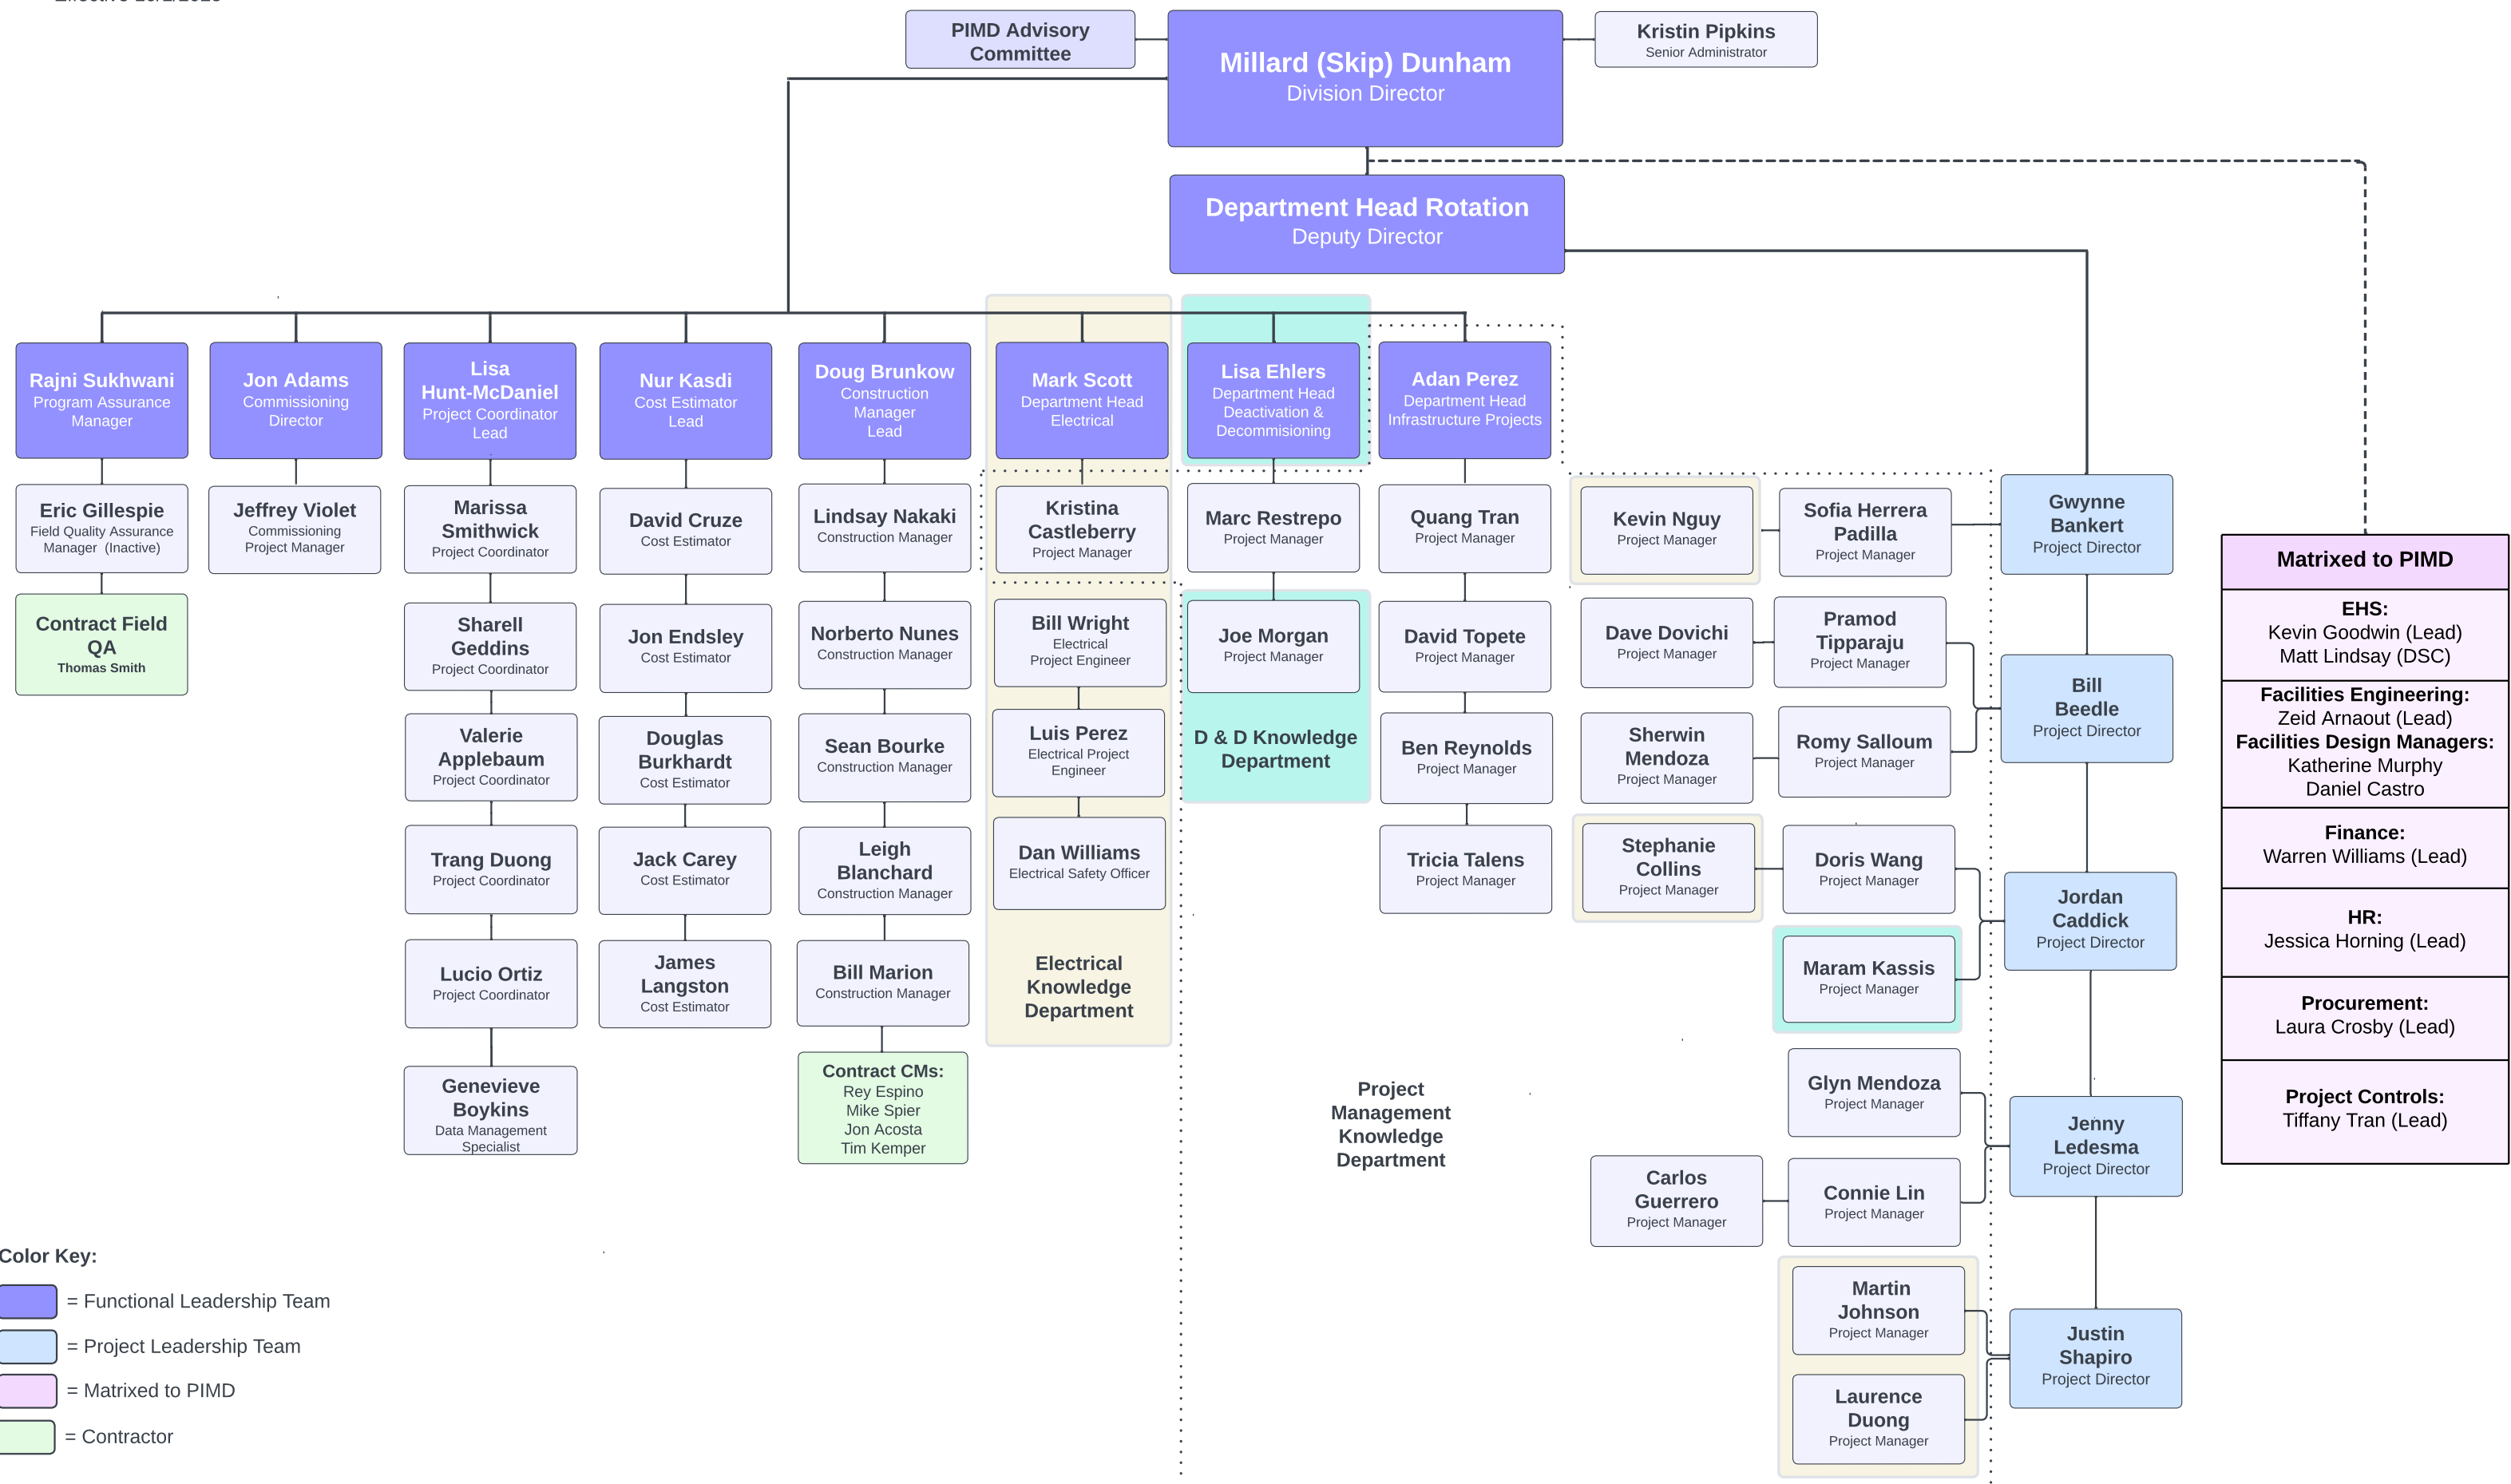 PIMD Advisory
Committee
Millard (Skip) Dunham
Division Director
Kristin Pipkins
Senior Administrator
Department Head Rotation
Deputy Director
Rajni Sukhwani
Program Assurance
Manager
Jon Adams
Commissioning
Director
Lisa
Hunt-McDaniel
Project Coordinator
Lead
Nur Kasdi
Cost Estimator
Lead
Doug Brunkow
Construction
Manager
Lead
Mark Scott
Department Head
Electrical
Lisa Ehlers
Department Head
Deactivation &
Decommisioning
Adan Perez
Department Head
Infrastructure Projects
Eric Gillespie
Field Quality Assurance
Manager (Inactive)
Contract Field
QA
Thomas Smith
Jeffrey Violet
Commissioning
Project Manager
Marissa
Smithwick
Project Coordinator
Sharell
Geddins
Project Coordinator
Valerie
Applebaum
Project Coordinator
Trang Duong
Project Coordinator
Lucio Ortiz
Project Coordinator
Genevieve
Boykins
Data Management
Specialist
David Cruze
Cost Estimator
Jon Endsley
Cost Estimator
Douglas
Burkhardt
Cost Estimator
Jack Carey
Cost Estimator
James
Langston
Cost Estimator
Lindsay Nakaki
Construction Manager
Norberto Nunes
Construction Manager
Sean Bourke
Construction Manager
Leigh
Blanchard
Construction Manager
Bill Marion
Construction Manager
Contract CMs:
Rey Espino
Mike Spier
Jon Acosta
Tim Kemper
Kristina
Castleberry
Project Manager
Bill Wright
Electrical
Project Engineer
Luis Perez
Electrical Project
Engineer
Dan Williams
Electrical Safety Officer
Electrical
Knowledge
Department
Marc Restrepo
Project Manager
Joe Morgan
Project Manager
D & D Knowledge
Department
Quang Tran
Project Manager
David Topete
Project Manager
Ben Reynolds
Project Manager
Tricia Talens
Project Manager
Project
Management
Knowledge
Department
Kevin Nguy
Project Manager
Sofia Herrera
Padilla
Project Manager
Gwynne
Bankert
Project Director
Dave Dovichi
Project Manager
Pramod
Tipparaju
Project Manager
Sherwin
Mendoza
Project Manager
Romy Salloum
Project Manager
Bill
Beedle
Project Director
Stephanie
Collins
Project Manager
Doris Wang
Project Manager
Maram Kassis
Project Manager
Jordan
Caddick
Project Director
Glyn Mendoza
Project Manager
Carlos
Guerrero
Project Manager
Connie Lin
Project Manager
Jenny
Ledesma
Project Director
Martin
Johnson
Project Manager
Laurence
Duong
Project Manager
Justin
Shapiro
Project Director
Matrixed to PIMD
EHS:
Kevin Goodwin (Lead)
Matt Lindsay (DSC)
Facilities Engineering:
Zeid Arnaout (Lead)
Facilities Design Managers:
Katherine Murphy
Daniel Castro
Finance:
Warren Williams (Lead)
HR:
Jessica Horning (Lead)
Procurement:
Laura Crosby (Lead)
Project Controls:
Tiffany Tran (Lead)
Color Key:
= Functional Leadership Team
= Project Leadership Team
= Matrixed to PIMD
= Contractor